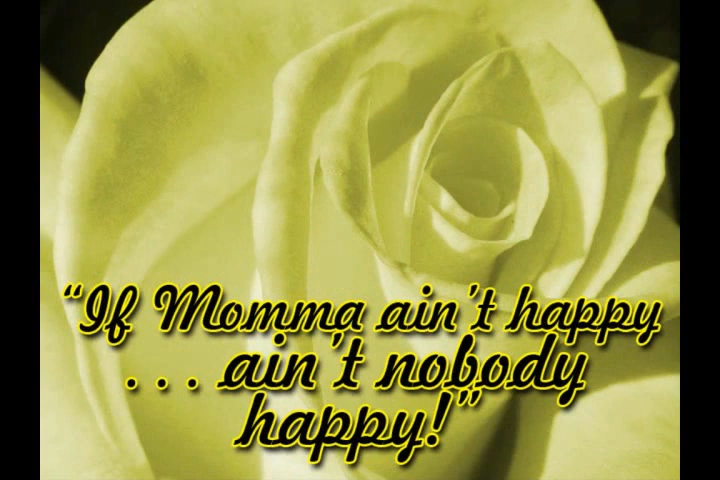 “If Momma ain't happy
. . . ain't nobody
happy!”